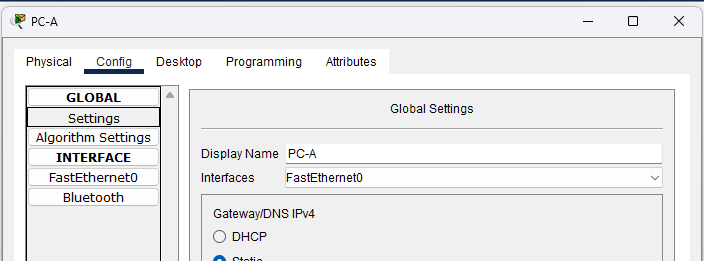 PC-A
Physical Config Desktop Programming Attributes
GLOBAL
Settings
Algorithm Settings
INTERFACE
FastEthernet0
Bluetooth
Global Settings
Display Name PC-A
Interfaces FastEthernet0
Gateway/DNS IPv4
DHCP
Static